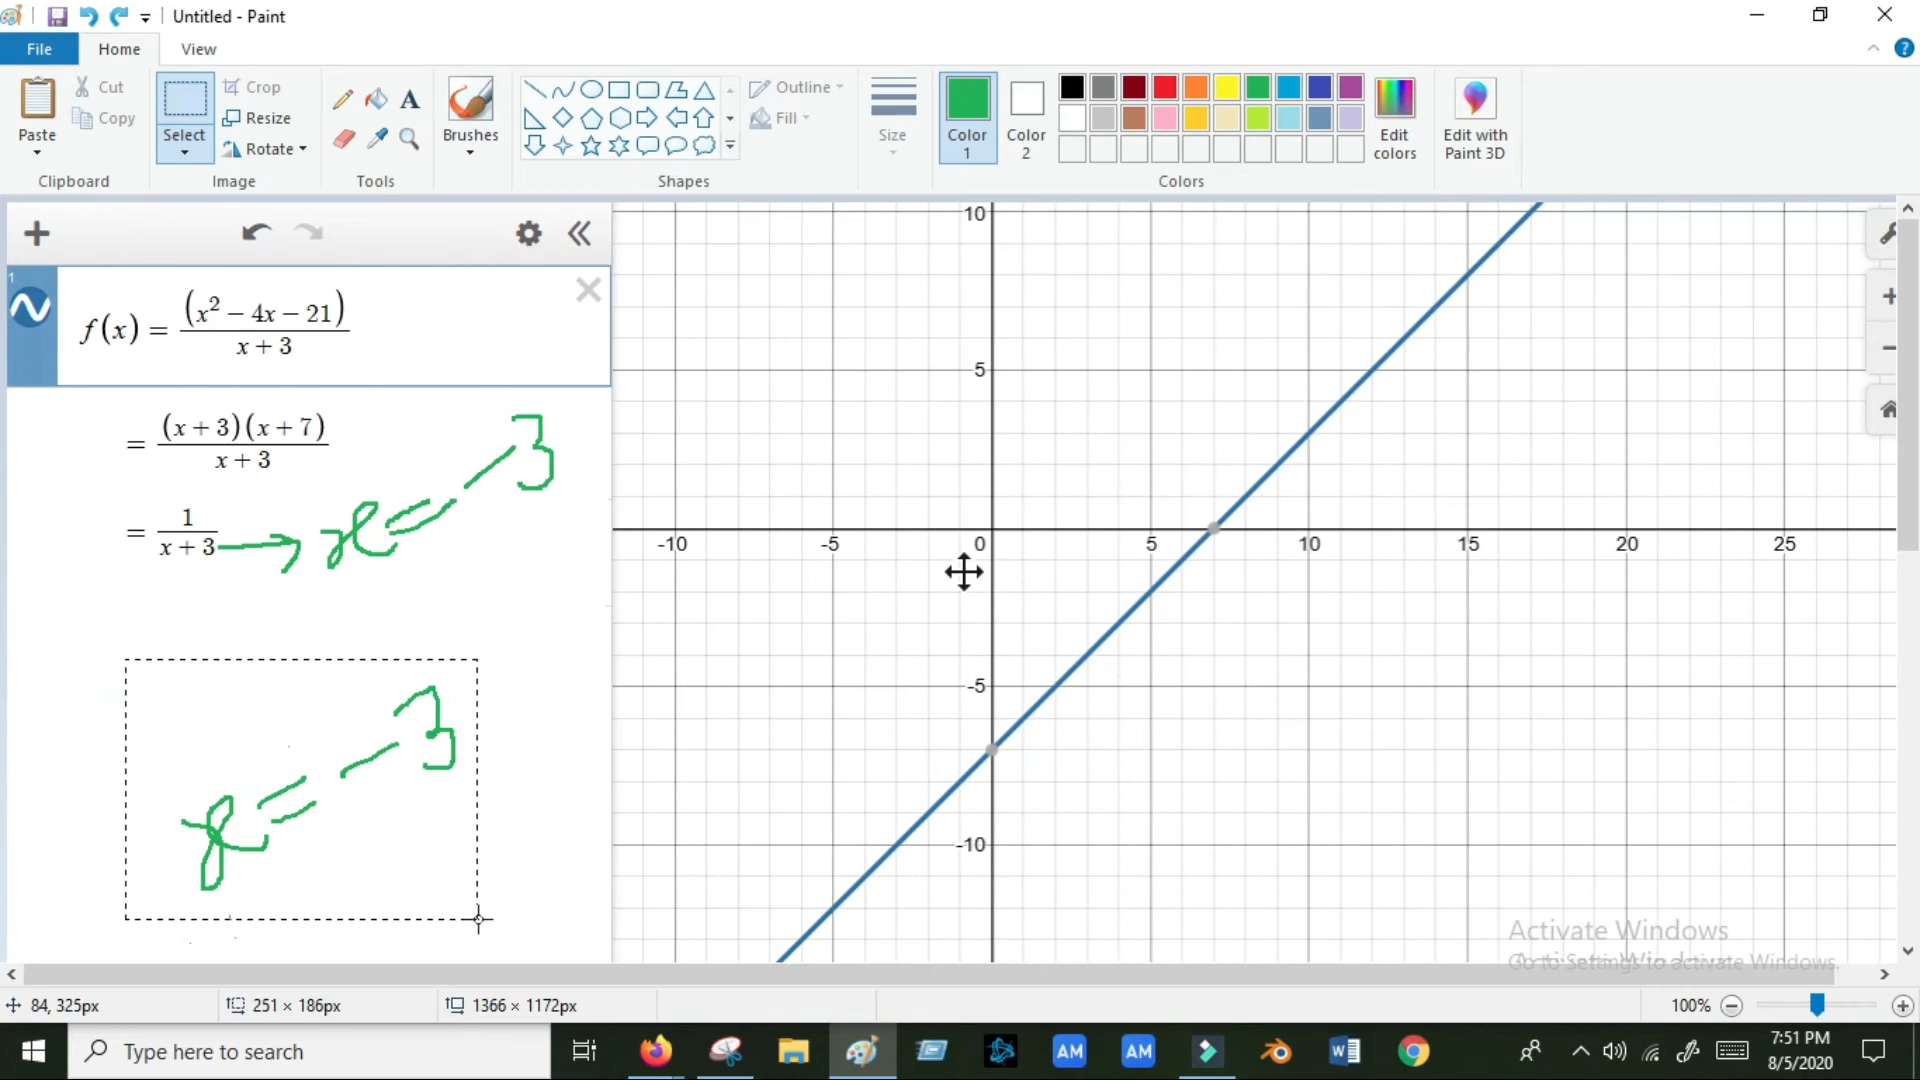 Untitled - Paint
File Home View
Paste
Cut
Copy
Clipboard
Select
Crop
Resize
Rotate
Image
A
Tools
Brushes
Outline
Fill
Shapes
Size
Color 1
Color 2
Edit colors
Edit with Paint 3D
Colors
1
f(x) = (x² − 4x − 21) / x + 3
= (x + 3)(x + 7) / x + 3
= 1 / x + 3 → x = - 3
x = - 3
10
5
-10 -5 0 5 10 15 20 25
-5
-10
Activate Windows
Go to Settings to activate Windows.
84, 325px 251 × 186px 1366 × 1172px 100%
Type here to search
AM AM
7:51 PM
8/5/2020